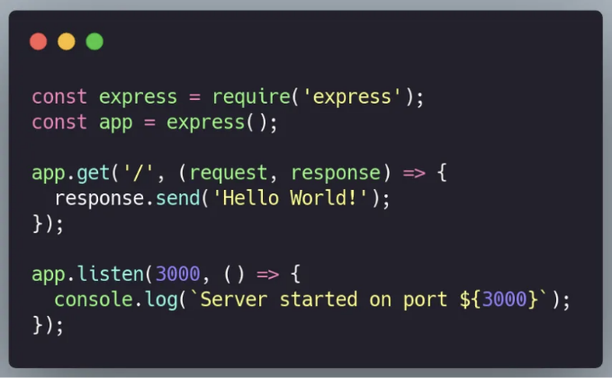 const express = require('express');
const app = express();
app.get('/', (request, response) => {
  response.send('Hello World!');
});
app.listen(3000, () => {
  console.log(`Server started on port ${3000}`);
});